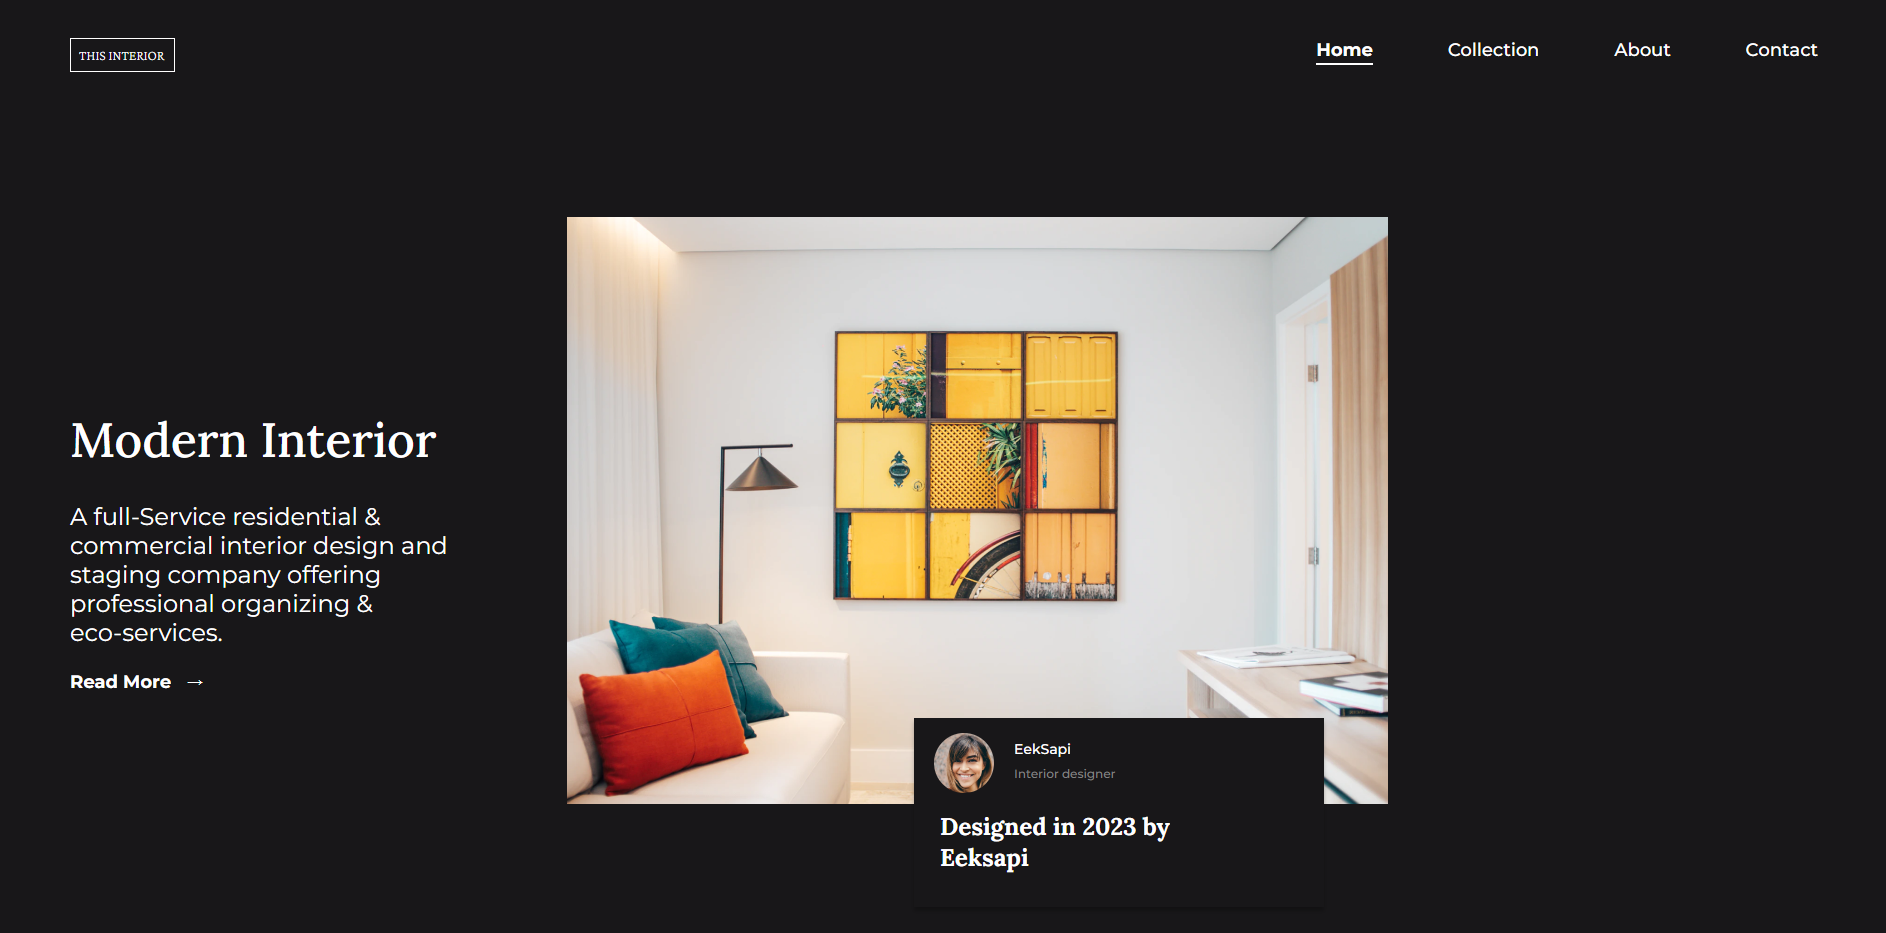 THIS INTERIOR
Home
Collection
About
Contact
Modern Interior
A full-Service residential &
commercial interior design and
staging company offering
professional organizing &
eco-services.
Read More →
EekSapi
Interior designer
Designed in 2023 by
Eeksapi